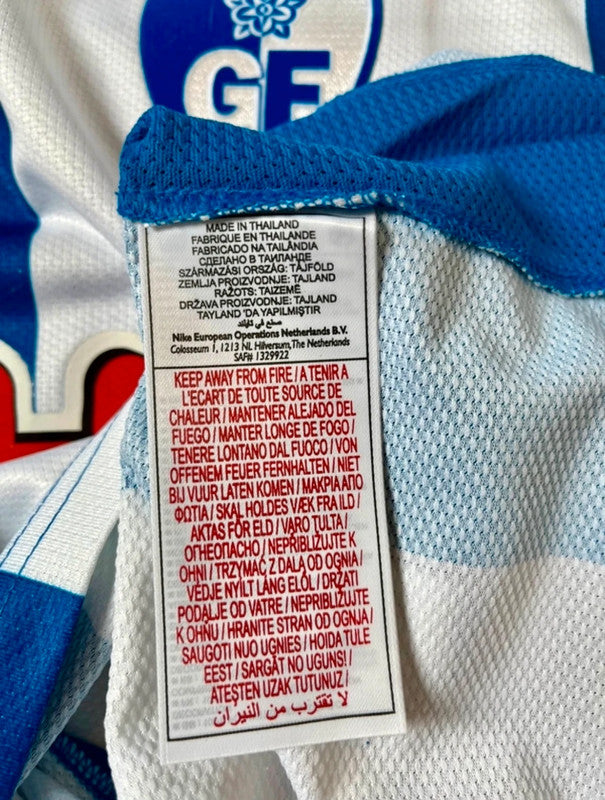 GF
MADE IN THAILAND
FABRIQUE EN THAILANDE
FABRICADO NA TAILÂNDIA
СДЕЛАНО В ТАИЛАНДЕ
SZÁRMAZÁSI ORSZÁG: TÁJFÖLD
ZEMLJA PROIZVODNJE: TAJLAND
RAŽOTS: TAIZEMĒ
DRŽAVA PROIZVODNJE: TAJLAND
TAYLAND 'DA YAPILMIŞTIR
صنع في تايلند
Nike European Operations Netherlands B.V.
Colosseum 1, 1213 NL Hilversum,The Netherlands
SAF# 1329922
KEEP AWAY FROM FIRE / A TENIR A
L'ECART DE TOUTE SOURCE DE
CHALEUR / MANTENER ALEJADO DEL
FUEGO / MANTER LONGE DE FOGO /
TENERE LONTANO DAL FUOCO / VON
OFFENEM FEUER FERNHALTEN / NIET
BIJ VUUR LATEN KOMEN / ΜΑΚΡΙΑ ΑΠΟ
ΦΩΤΙΑ / SKAL HOLDES VÆK FRA ILD /
AKTAS FÖR ELD / VARO TULTA /
ОГНЕОПАСНО / NEPŘIBLIŽUJTE K
OHNI / TRZYMAĆ Z DALA OD OGNIA /
VÉDJE NYÍLT LÁNG ELŐL / DRŽATI
PODALJE OD VATRE / NEPRIBLIŽUJTE
K OHŇU / HRANITE STRAN OD OGNJA /
SAUGOTI NUO UGNIES / HOIDA TULE
EEST / SARGĀT NO UGUNS! /
ATEŞTEN UZAK TUTUNUZ /
لا تقترب من النيران